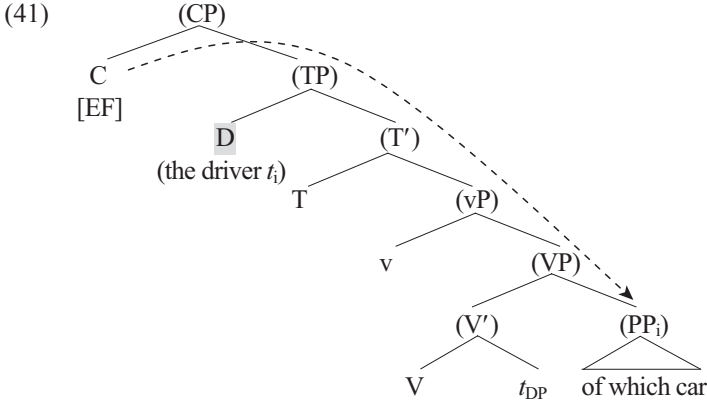 (41)
(CP)
C
[EF]
(TP)
D
(the driver tᵢ)
(T′)
T
(vP)
v
(VP)
(V′)
(PPᵢ)
V
t_DP
of which car